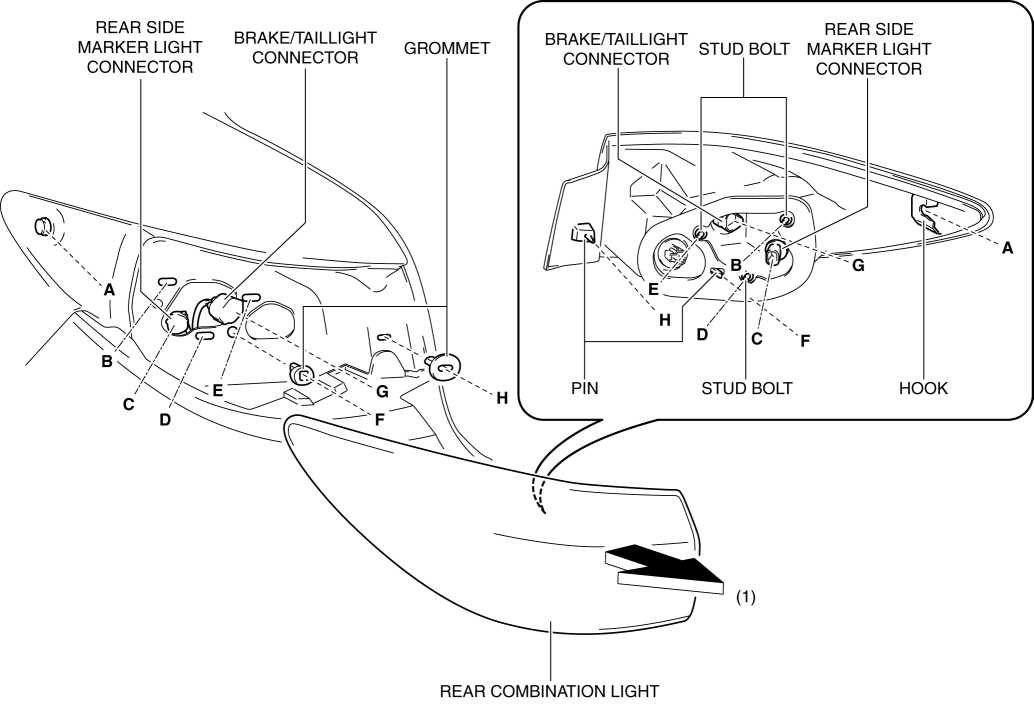 REAR SIDE
MARKER LIGHT
CONNECTOR
BRAKE/TAILLIGHT
CONNECTOR
GROMMET
A
B
C
D
E
G
F
H
BRAKE/TAILLIGHT
CONNECTOR
STUD BOLT
REAR SIDE
MARKER LIGHT
CONNECTOR
A
B
G
E
H
D
C
F
PIN
STUD BOLT
HOOK
(1)
REAR COMBINATION LIGHT